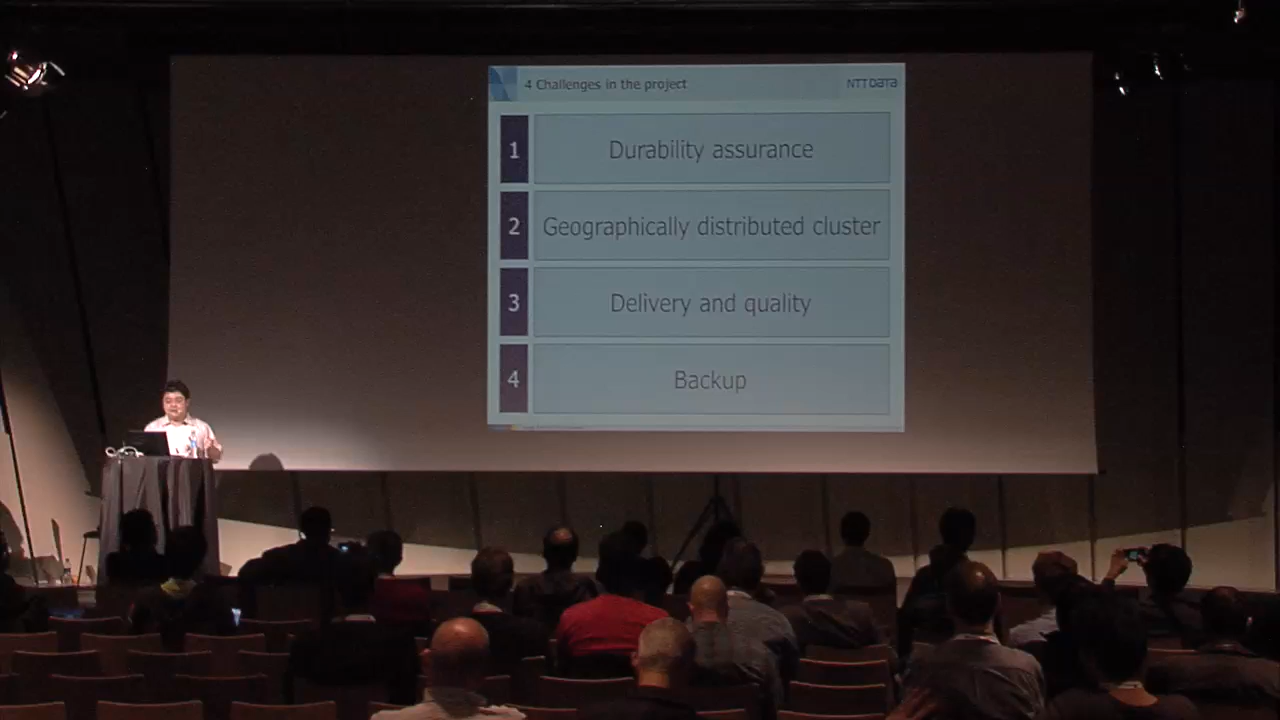 4 Challenges in the project
NTT DATA
1 Durability assurance
2 Geographically distributed cluster
3 Delivery and quality
4 Backup